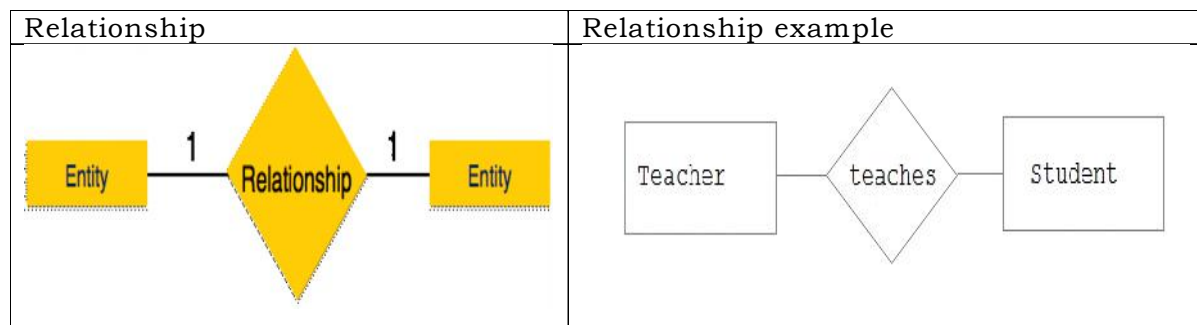 Relationship
Relationship example
1
1
Entity
Relationship
Entity
Teacher
teaches
Student